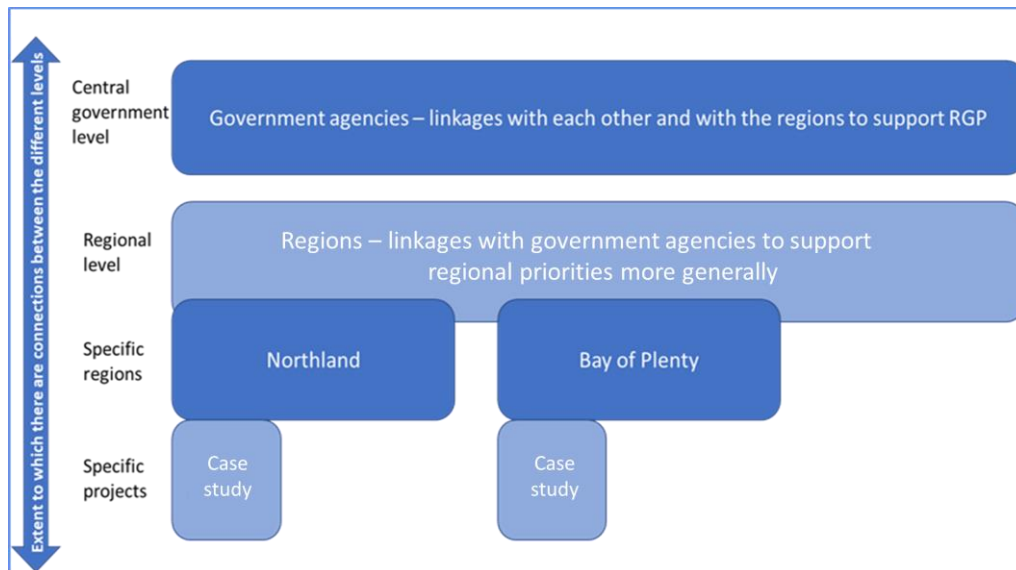 Extent to which there are connections between the different levels
Central
government
level
Government agencies – linkages with each other and with the regions to support RGP
Regional
level
Regions – linkages with government agencies to support
regional priorities more generally
Specific
regions
Northland
Bay of Plenty
Specific
projects
Case
study
Case
study